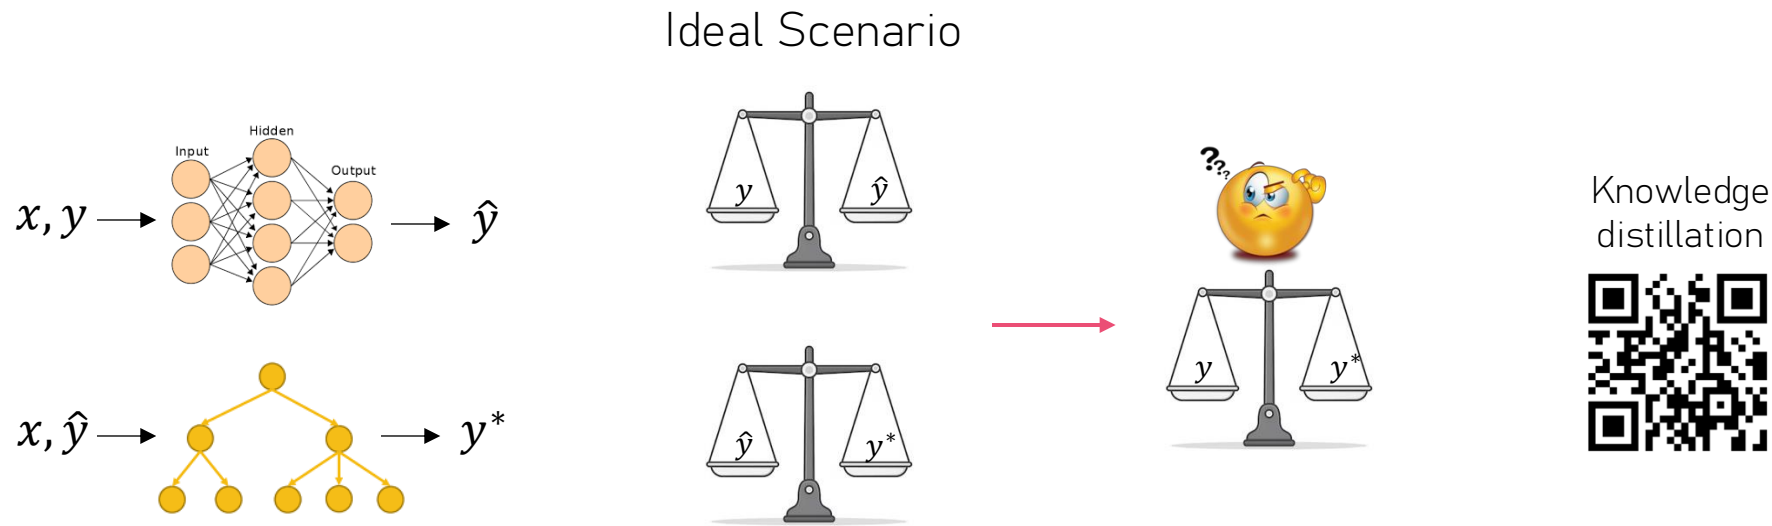 Ideal Scenario
Input
Hidden
Output
x, y
ŷ
x, ŷ
y*
y
ŷ
ŷ
y*
???
y
y*
Knowledge
distillation